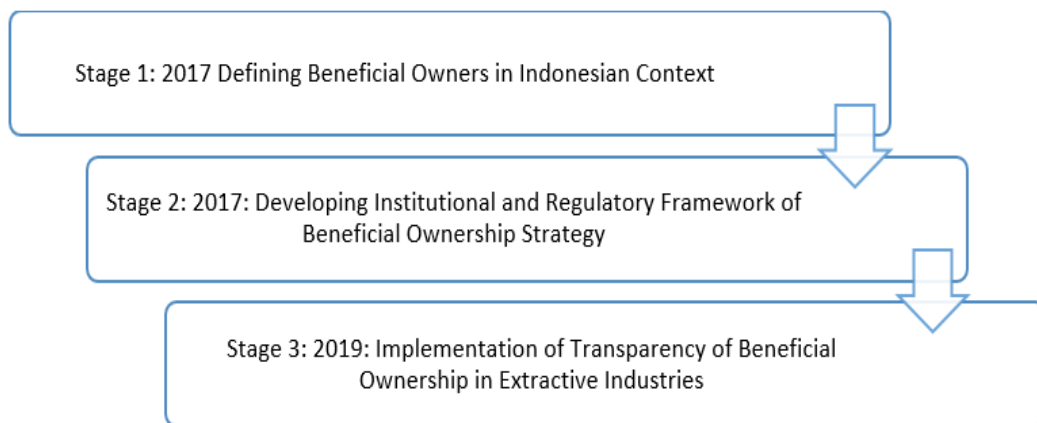 Stage 1: 2017 Defining Beneficial Owners in Indonesian Context
Stage 2: 2017: Developing Institutional and Regulatory Framework of
Beneficial Ownership Strategy
Stage 3: 2019: Implementation of Transparency of Beneficial
Ownership in Extractive Industries